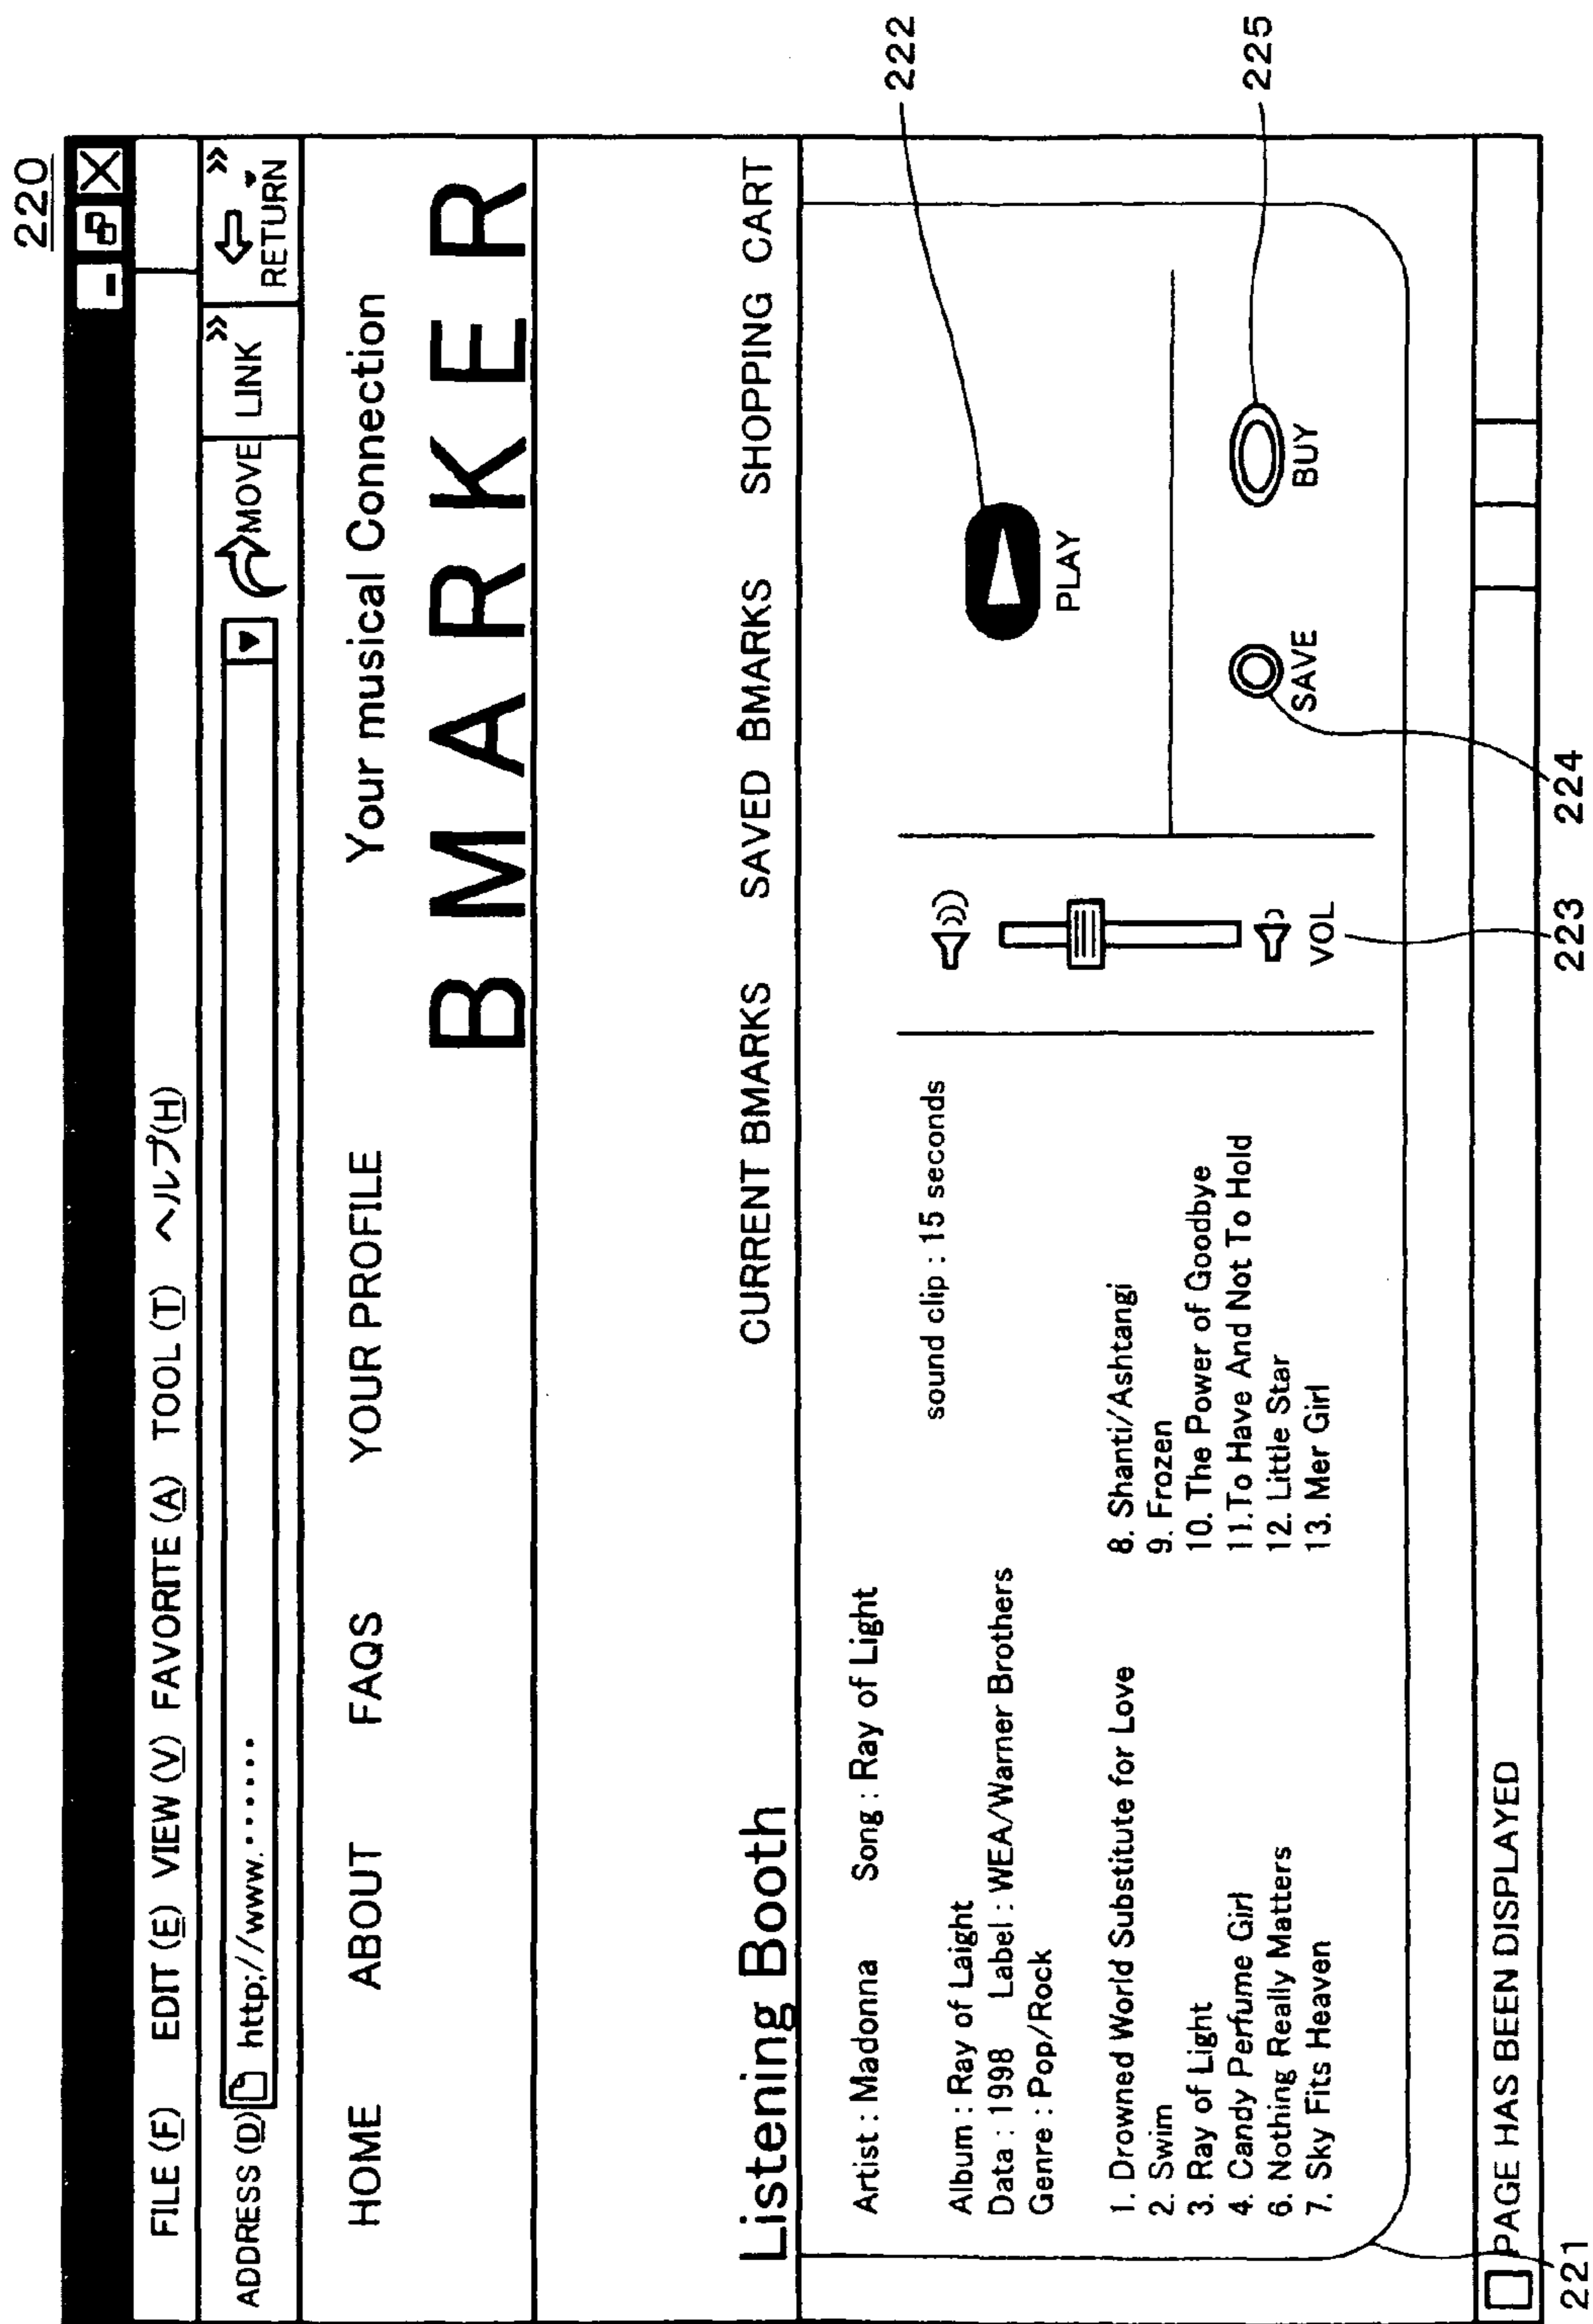 220
FILE (F) EDIT (E) VIEW (V) FAVORITE (A) TOOL (T) ヘルプ(H)
ADDRESS (D) http;//www.······ MOVE LINK » RETURN »
HOME ABOUT FAQS YOUR PROFILE Your musical Connection
BMARKER
Listening Booth CURRENT BMARKS SAVED BMARKS SHOPPING CART
Artist : Madonna Song : Ray of Light
sound clip : 15 seconds
Album : Ray of Laight
Data : 1998 Label : WEA/Warner Brothers
Genre : Pop/Rock
1. Drowned World Substitute for Love
2. Swim
3. Ray of Light
4. Candy Perfume Girl
6. Nothing Really Matters
7. Sky Fits Heaven
8. Shanti/Ashtangi
9. Frozen
10. The Power of Goodbye
11.To Have And Not To Hold
12. Little Star
13. Mer Girl
VOL
PLAY
SAVE
BUY
222
225
PAGE HAS BEEN DISPLAYED
221
223
224